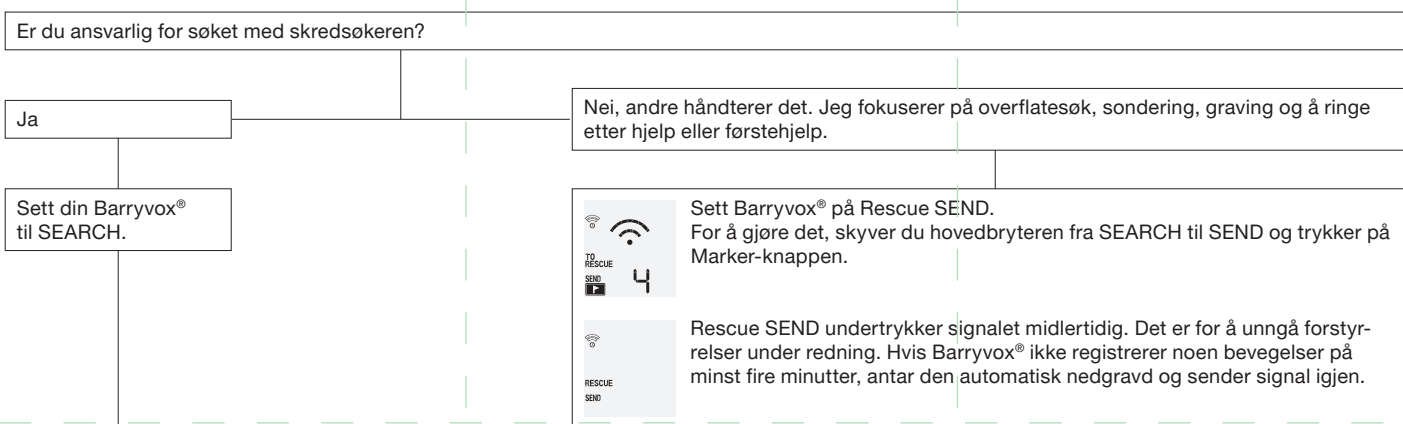 Er du ansvarlig for søket med skredsøkeren?
Ja
Nei, andre håndterer det. Jeg fokuserer på overflatesøk, sondering, graving og å ringe
etter hjelp eller førstehjelp.
Sett din Barryvox®
til SEARCH.
TO
RESCUE
SEND
4
Sett Barryvox® på Rescue SEND.
For å gjøre det, skyver du hovedbryteren fra SEARCH til SEND og trykker på
Marker-knappen.
RESCUE
SEND
Rescue SEND undertrykker signalet midlertidig. Det er for å unngå forstyr-
relser under redning. Hvis Barryvox® ikke registrerer noen bevegelser på
minst fire minutter, antar den automatisk nedgravd og sender signal igjen.